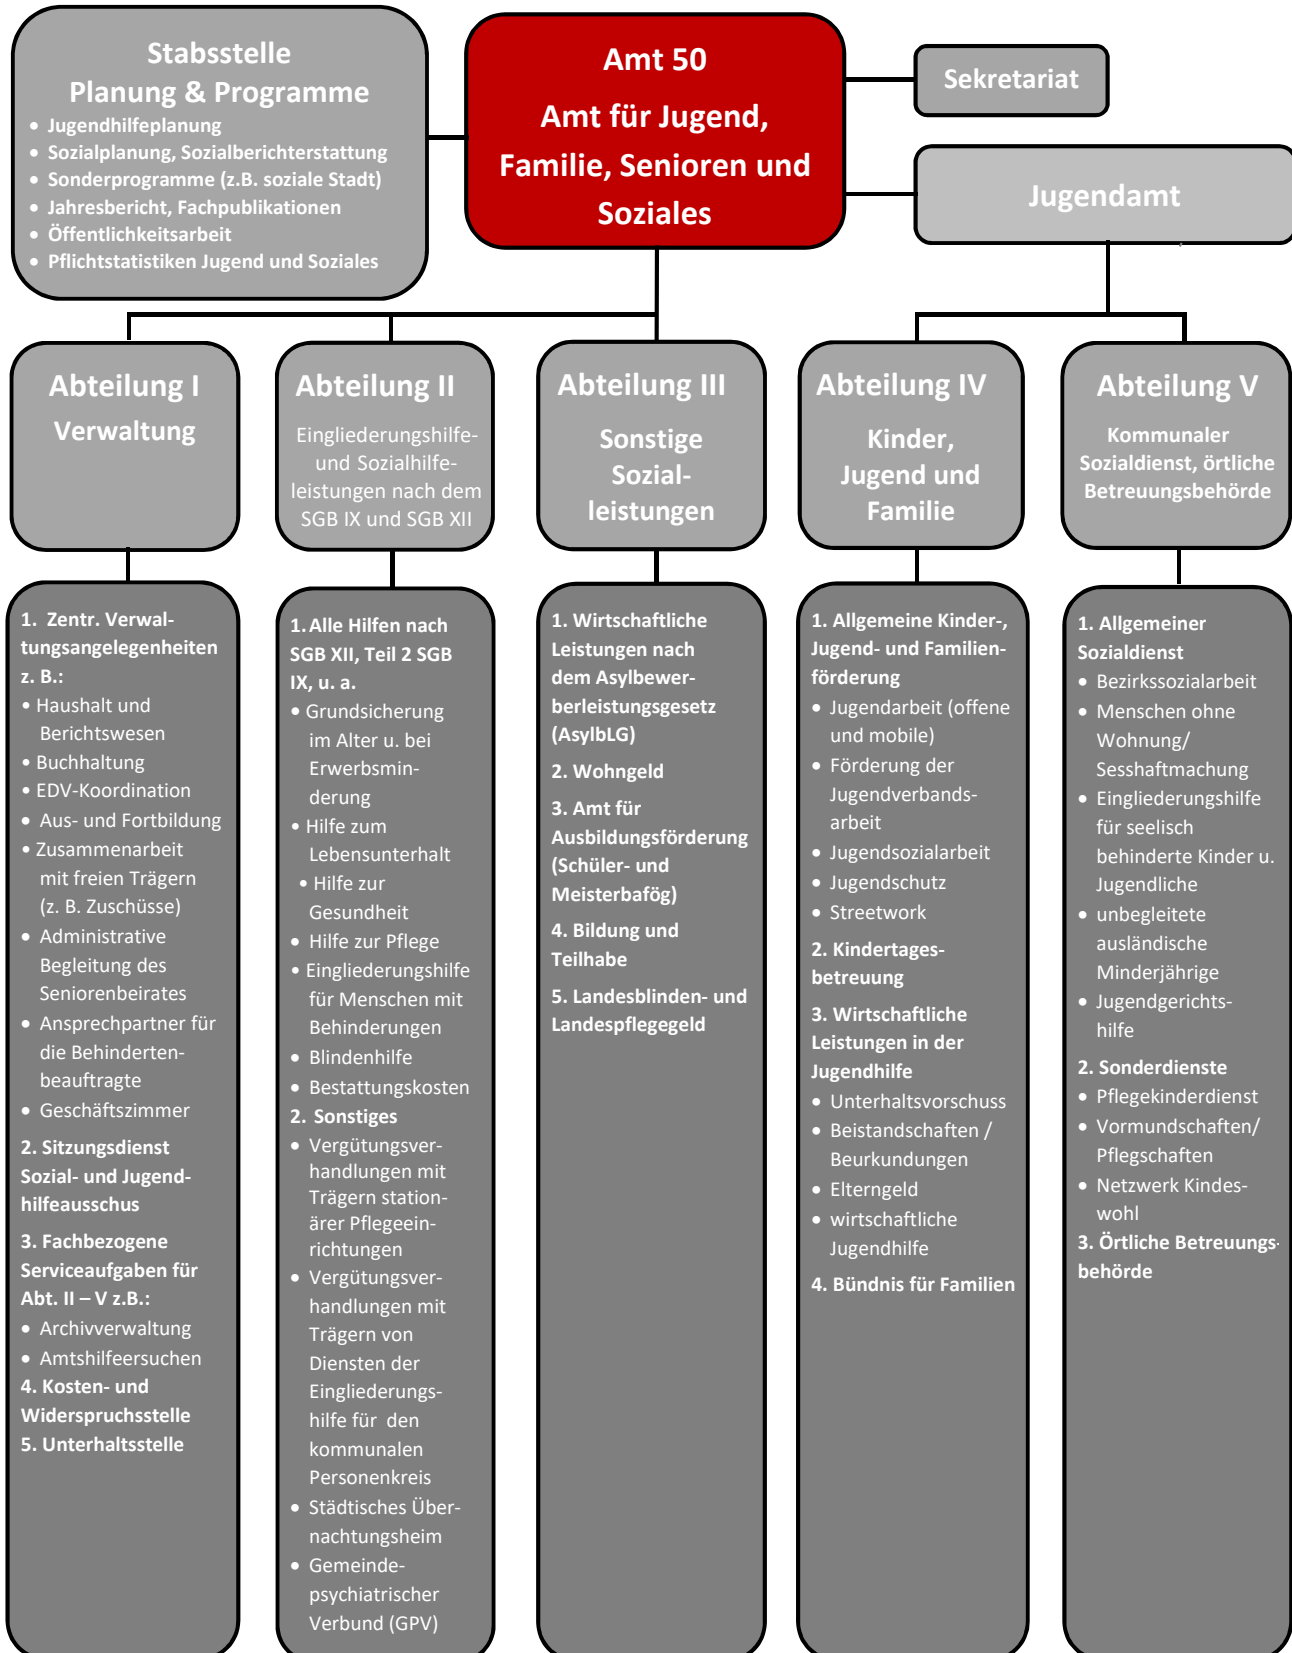 Stabsstelle
Planung & Programme
• Jugendhilfeplanung
• Sozialplanung, Sozialberichterstattung
• Sonderprogramme (z.B. soziale Stadt)
• Jahresbericht, Fachpublikationen
• Öffentlichkeitsarbeit
• Pflichtstatistiken Jugend und Soziales
Amt 50
Amt für Jugend,
Familie, Senioren und
Soziales
Sekretariat
Jugendamt
Abteilung I
Verwaltung
Abteilung II
Eingliederungshilfe-
und Sozialhilfe-
leistungen nach dem
SGB IX und SGB XII
Abteilung III
Sonstige
Sozial-
leistungen
Abteilung IV
Kinder,
Jugend und
Familie
Abteilung V
Kommunaler
Sozialdienst, örtliche
Betreuungsbehörde
1. Zentr. Verwal-
tungsangelegenheiten
z. B.:
• Haushalt und
Berichtswesen
• Buchhaltung
• EDV-Koordination
• Aus- und Fortbildung
• Zusammenarbeit
mit freien Trägern
(z. B. Zuschüsse)
• Administrative
Begleitung des
Seniorenbeirates
• Ansprechpartner für
die Behinderten-
beauftragte
• Geschäftszimmer
2. Sitzungsdienst
Sozial- und Jugend-
hilfeausschus
3. Fachbezogene
Serviceaufgaben für
Abt. II – V z.B.:
• Archivverwaltung
• Amtshilfeersuchen
4. Kosten- und
Widerspruchsstelle
5. Unterhaltsstelle
1. Alle Hilfen nach
SGB XII, Teil 2 SGB
IX, u. a.
• Grundsicherung
im Alter u. bei
Erwerbsmin-
derung
• Hilfe zum
Lebensunterhalt
• Hilfe zur
Gesundheit
• Hilfe zur Pflege
• Eingliederungshilfe
für Menschen mit
Behinderungen
• Blindenhilfe
• Bestattungskosten
2. Sonstiges
• Vergütungsver-
handlungen mit
Trägern station-
ärer Pflegeein-
richtungen
• Vergütungsver-
handlungen mit
Trägern von
Diensten der
Eingliederungs-
hilfe für den
kommunalen
Personenkreis
• Städtisches Über-
nachtungsheim
• Gemeinde-
psychiatrischer
Verbund (GPV)
1. Wirtschaftliche
Leistungen nach
dem Asylbewer-
berleistungsgesetz
(AsylbLG)
2. Wohngeld
3. Amt für
Ausbildungsförderung
(Schüler- und
Meisterbafög)
4. Bildung und
Teilhabe
5. Landesblinden- und
Landespflegegeld
1. Allgemeine Kinder-,
Jugend- und Familien-
förderung
• Jugendarbeit (offene
und mobile)
• Förderung der
Jugendverbands-
arbeit
• Jugendsozialarbeit
• Jugendschutz
• Streetwork
2. Kindertages-
betreuung
3. Wirtschaftliche
Leistungen in der
Jugendhilfe
• Unterhaltsvorschuss
• Beistandschaften /
Beurkundungen
• Elterngeld
• wirtschaftliche
Jugendhilfe
4. Bündnis für Familien
1. Allgemeiner
Sozialdienst
• Bezirkssozialarbeit
• Menschen ohne
Wohnung/
Sesshaftmachung
• Eingliederungshilfe
für seelisch
behinderte Kinder u.
Jugendliche
• unbegleitete
ausländische
Minderjährige
• Jugendgerichts-
hilfe
2. Sonderdienste
• Pflegekinderdienst
• Vormundschaften/
Pflegschaften
• Netzwerk Kindes-
wohl
3. Örtliche Betreuungs-
behörde